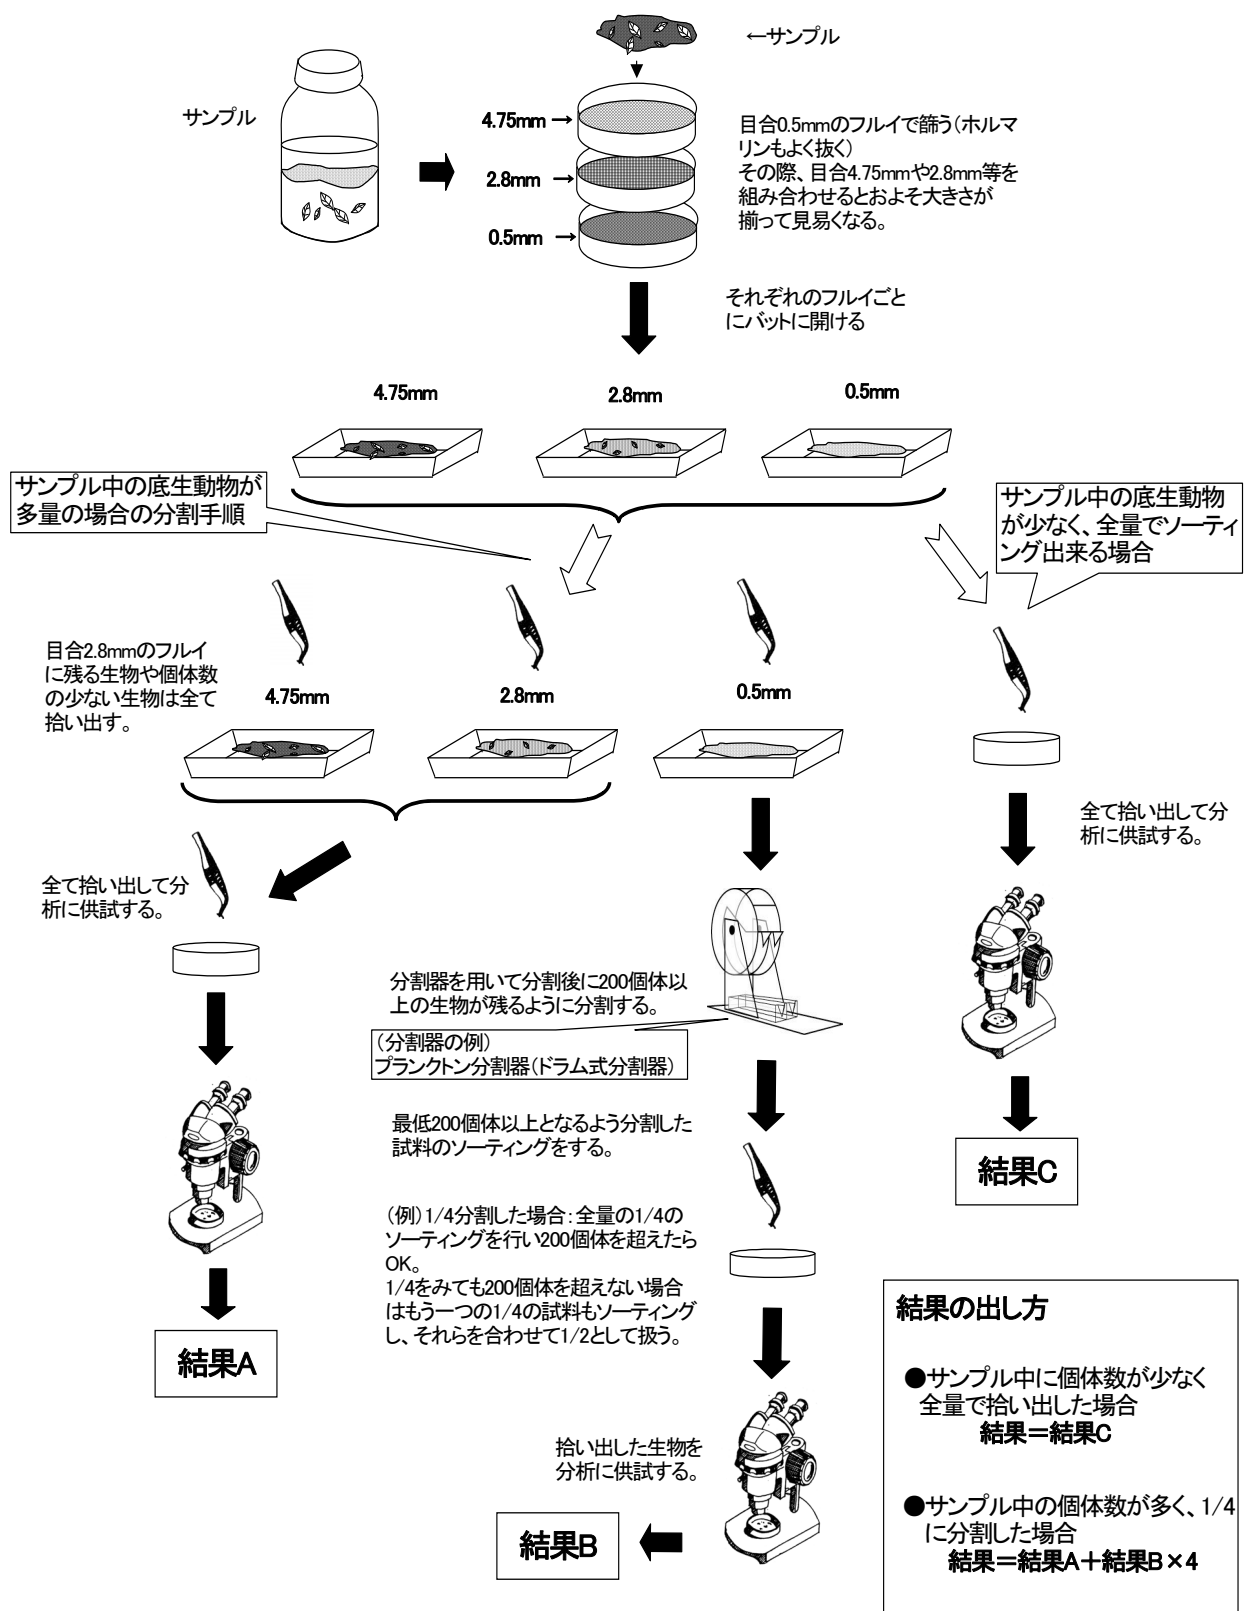 ←サンプル
サンプル
4.75mm →
2.8mm →
0.5mm →
目合0.5mmのフルイで篩う(ホルマ
リンもよく抜く)
その際、目合4.75mmや2.8mm等を
組み合わせるとおよそ大きさが
揃って見易くなる。
それぞれのフルイごと
にバットに開ける
4.75mm
2.8mm
0.5mm
サンプル中の底生動物が
多量の場合の分割手順
サンプル中の底生動物
が少なく、全量でソーティ
ング出来る場合
目合2.8mmのフルイ
に残る生物や個体数
の少ない生物は全て
拾い出す。
4.75mm
2.8mm
0.5mm
全て拾い出して分
析に供試する。
全て拾い出して分
析に供試する。
分割器を用いて分割後に200個体以
上の生物が残るように分割する。
(分割器の例)
プランクトン分割器(ドラム式分割器)
最低200個体以上となるよう分割した
試料のソーティングをする。
(例)1/4分割した場合:全量の1/4の
ソーティングを行い200個体を超えたら
OK。
1/4をみても200個体を超えない場合
はもう一つの1/4の試料もソーティング
し、それらを合わせて1/2として扱う。
結果C
結果A
拾い出した生物を
分析に供試する。
結果B
結果の出し方
●サンプル中に個体数が少なく
全量で拾い出した場合
結果=結果C
●サンプル中の個体数が多く、1/4
に分割した場合
結果=結果A+結果B×4